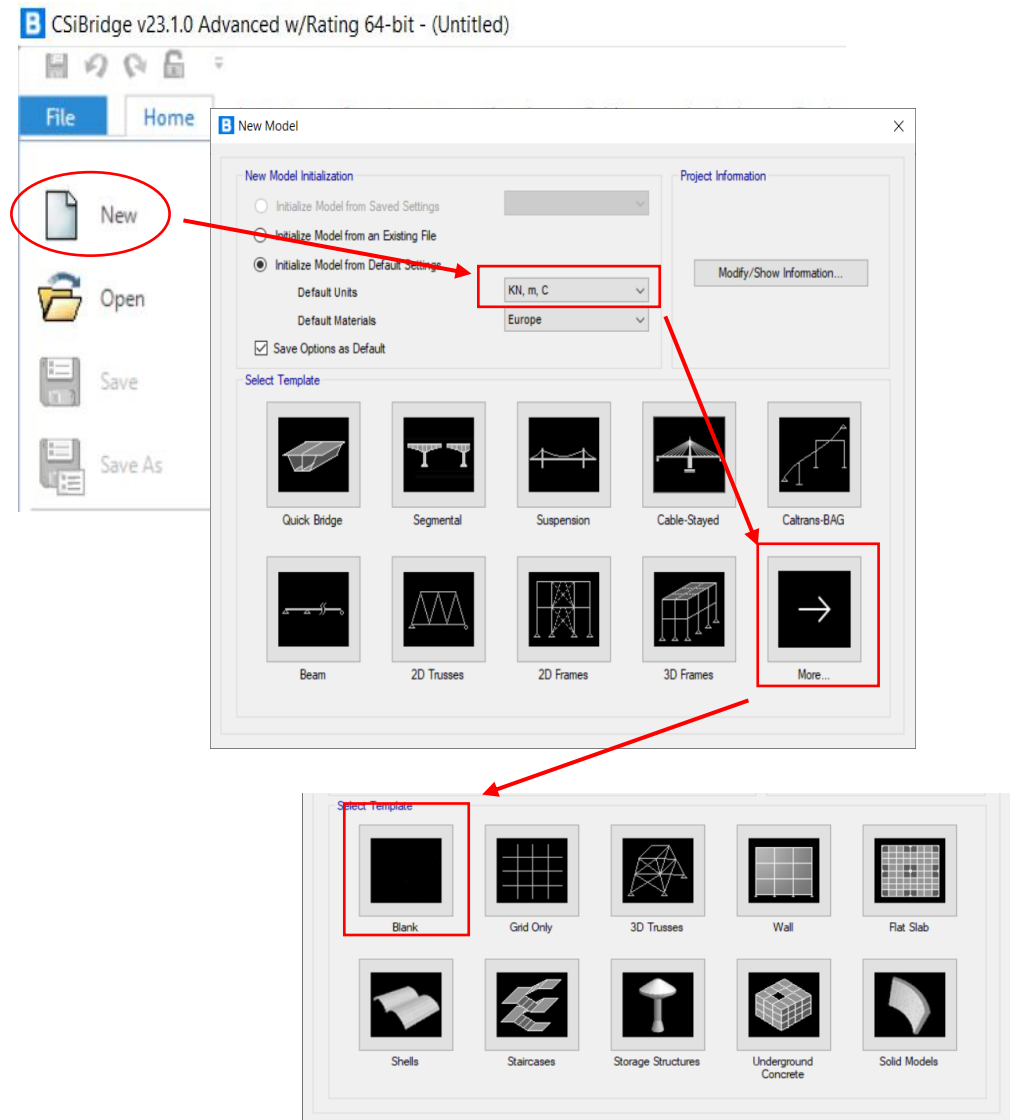 B CSiBridge v23.1.0 Advanced w/Rating 64-bit - (Untitled)
File Home
New
Open
Save
Save As
B New Model
New Model Initialization
Initialize Model from Saved Settings
Initialize Model from an Existing File
Initialize Model from Default Settings
Default Units KN, m, C
Default Materials Europe
Save Options as Default
Project Information
Modify/Show Information...
Select Template
Quick Bridge Segmental Suspension Cable-Stayed Caltrans-BAG
Beam 2D Trusses 2D Frames 3D Frames More...
Select Template
Blank Grid Only 3D Trusses Wall Flat Slab
Shells Staircases Storage Structures Underground Concrete Solid Models